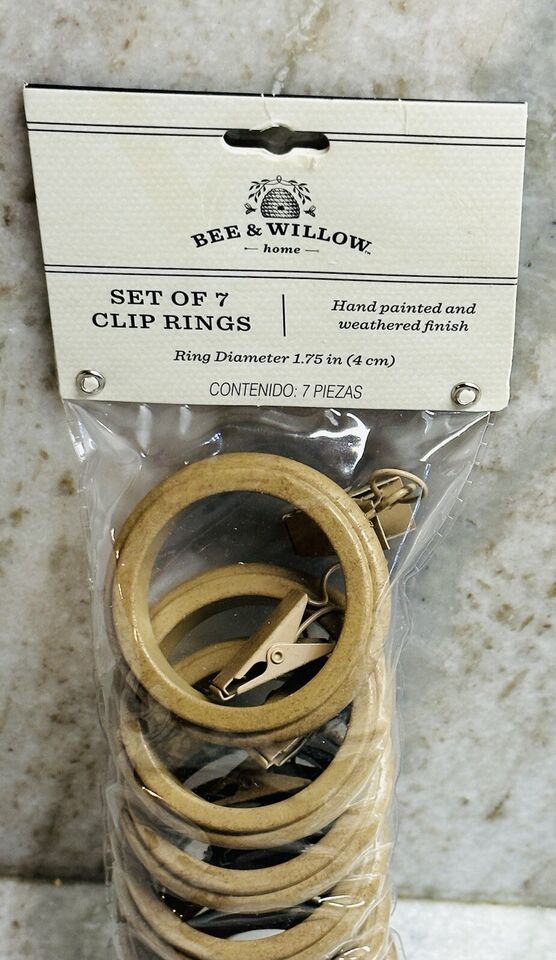 BEE & WILLOW™
home
SET OF 7
CLIP RINGS
Hand painted and
weathered finish
Ring Diameter 1.75 in (4 cm)
CONTENIDO: 7 PIEZAS